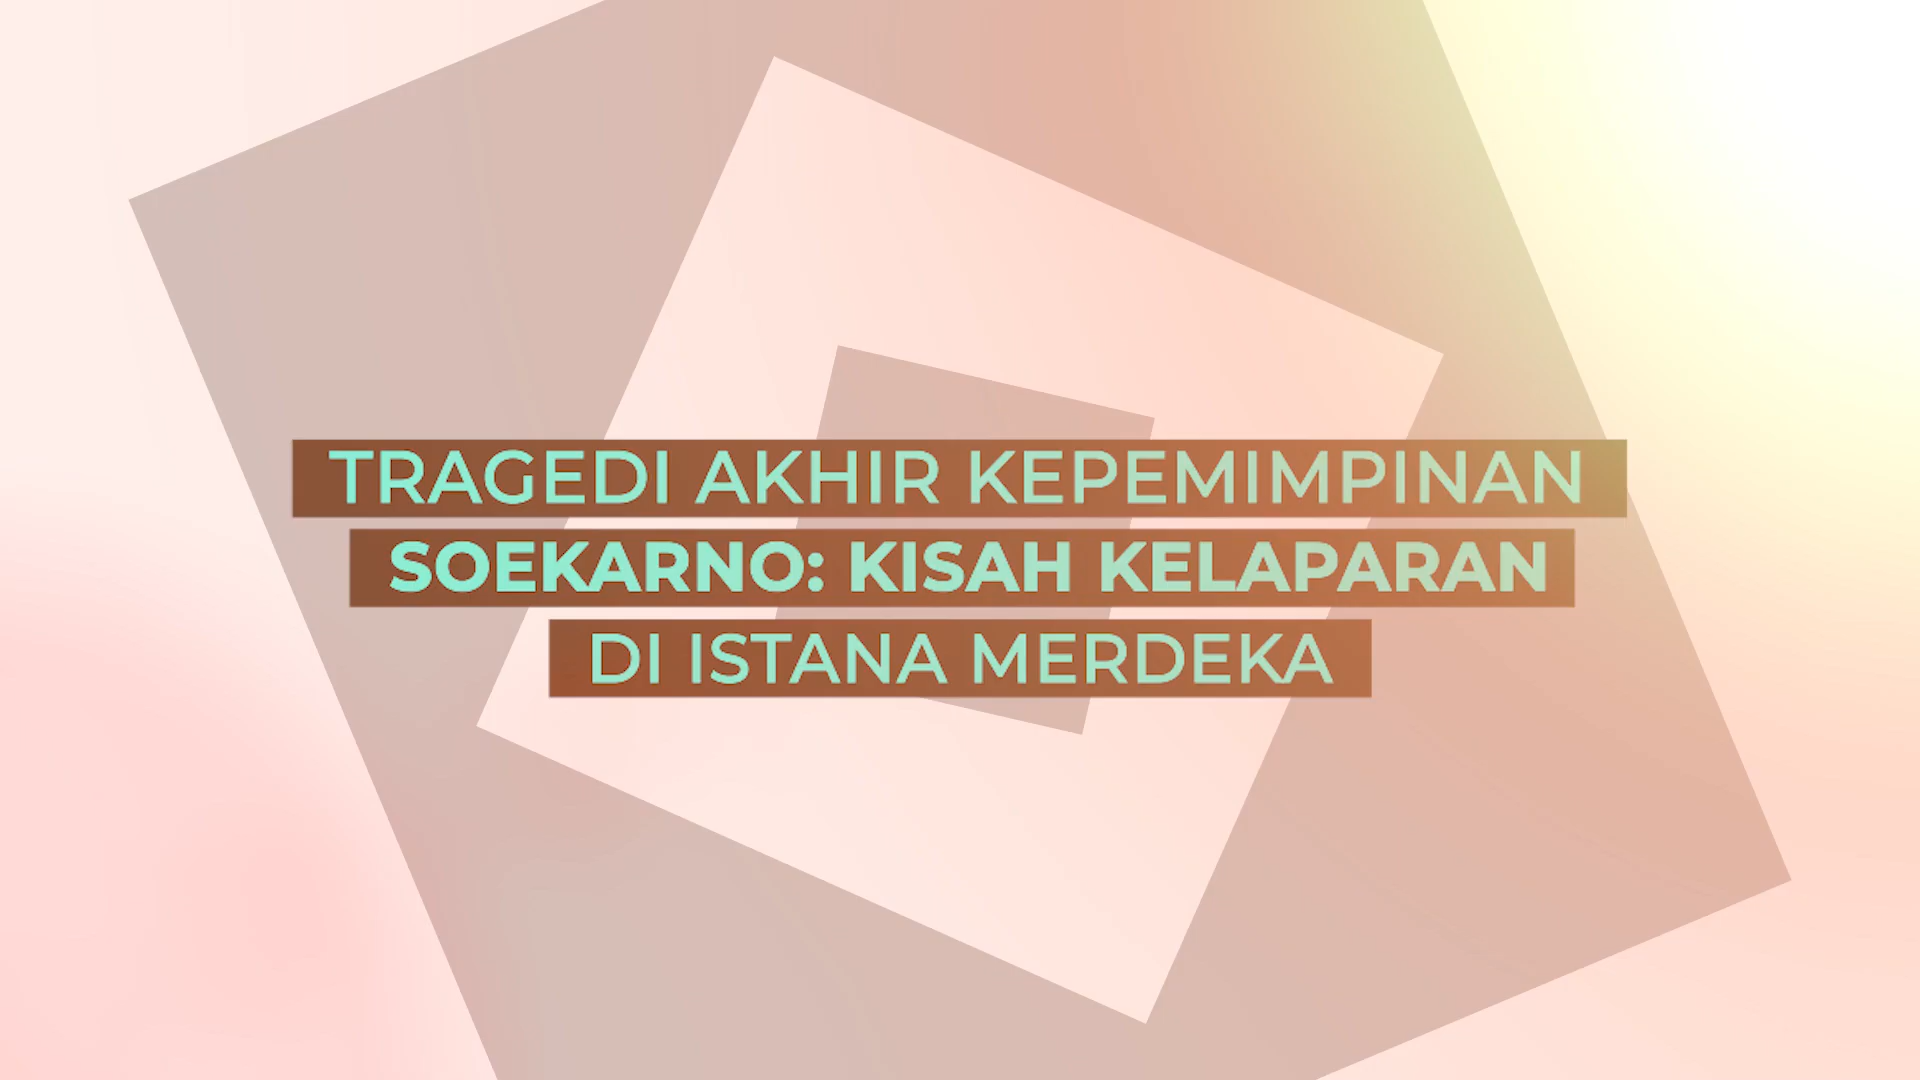 TRAGEDI AKHIR KEPEMIMPINAN
SOEKARNO: KISAH KELAPARAN
DI ISTANA MERDEKA